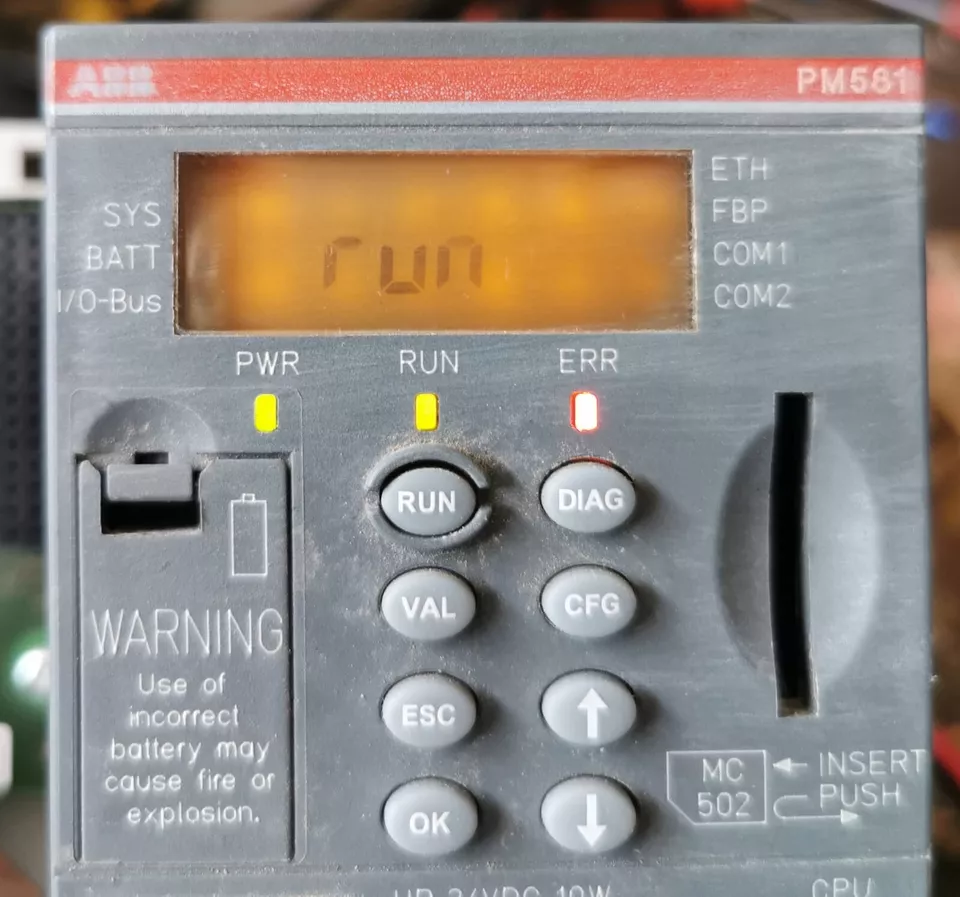 ABB PM581
ETH
SYS FBP
BATT COM1
I/O-Bus COM2
run
PWR RUN ERR
RUN DIAG
VAL CFG
WARNING
Use of
incorrect
battery may
cause fire or
explosion.
ESC
OK
MC
502
INSERT
PUSH
CPU